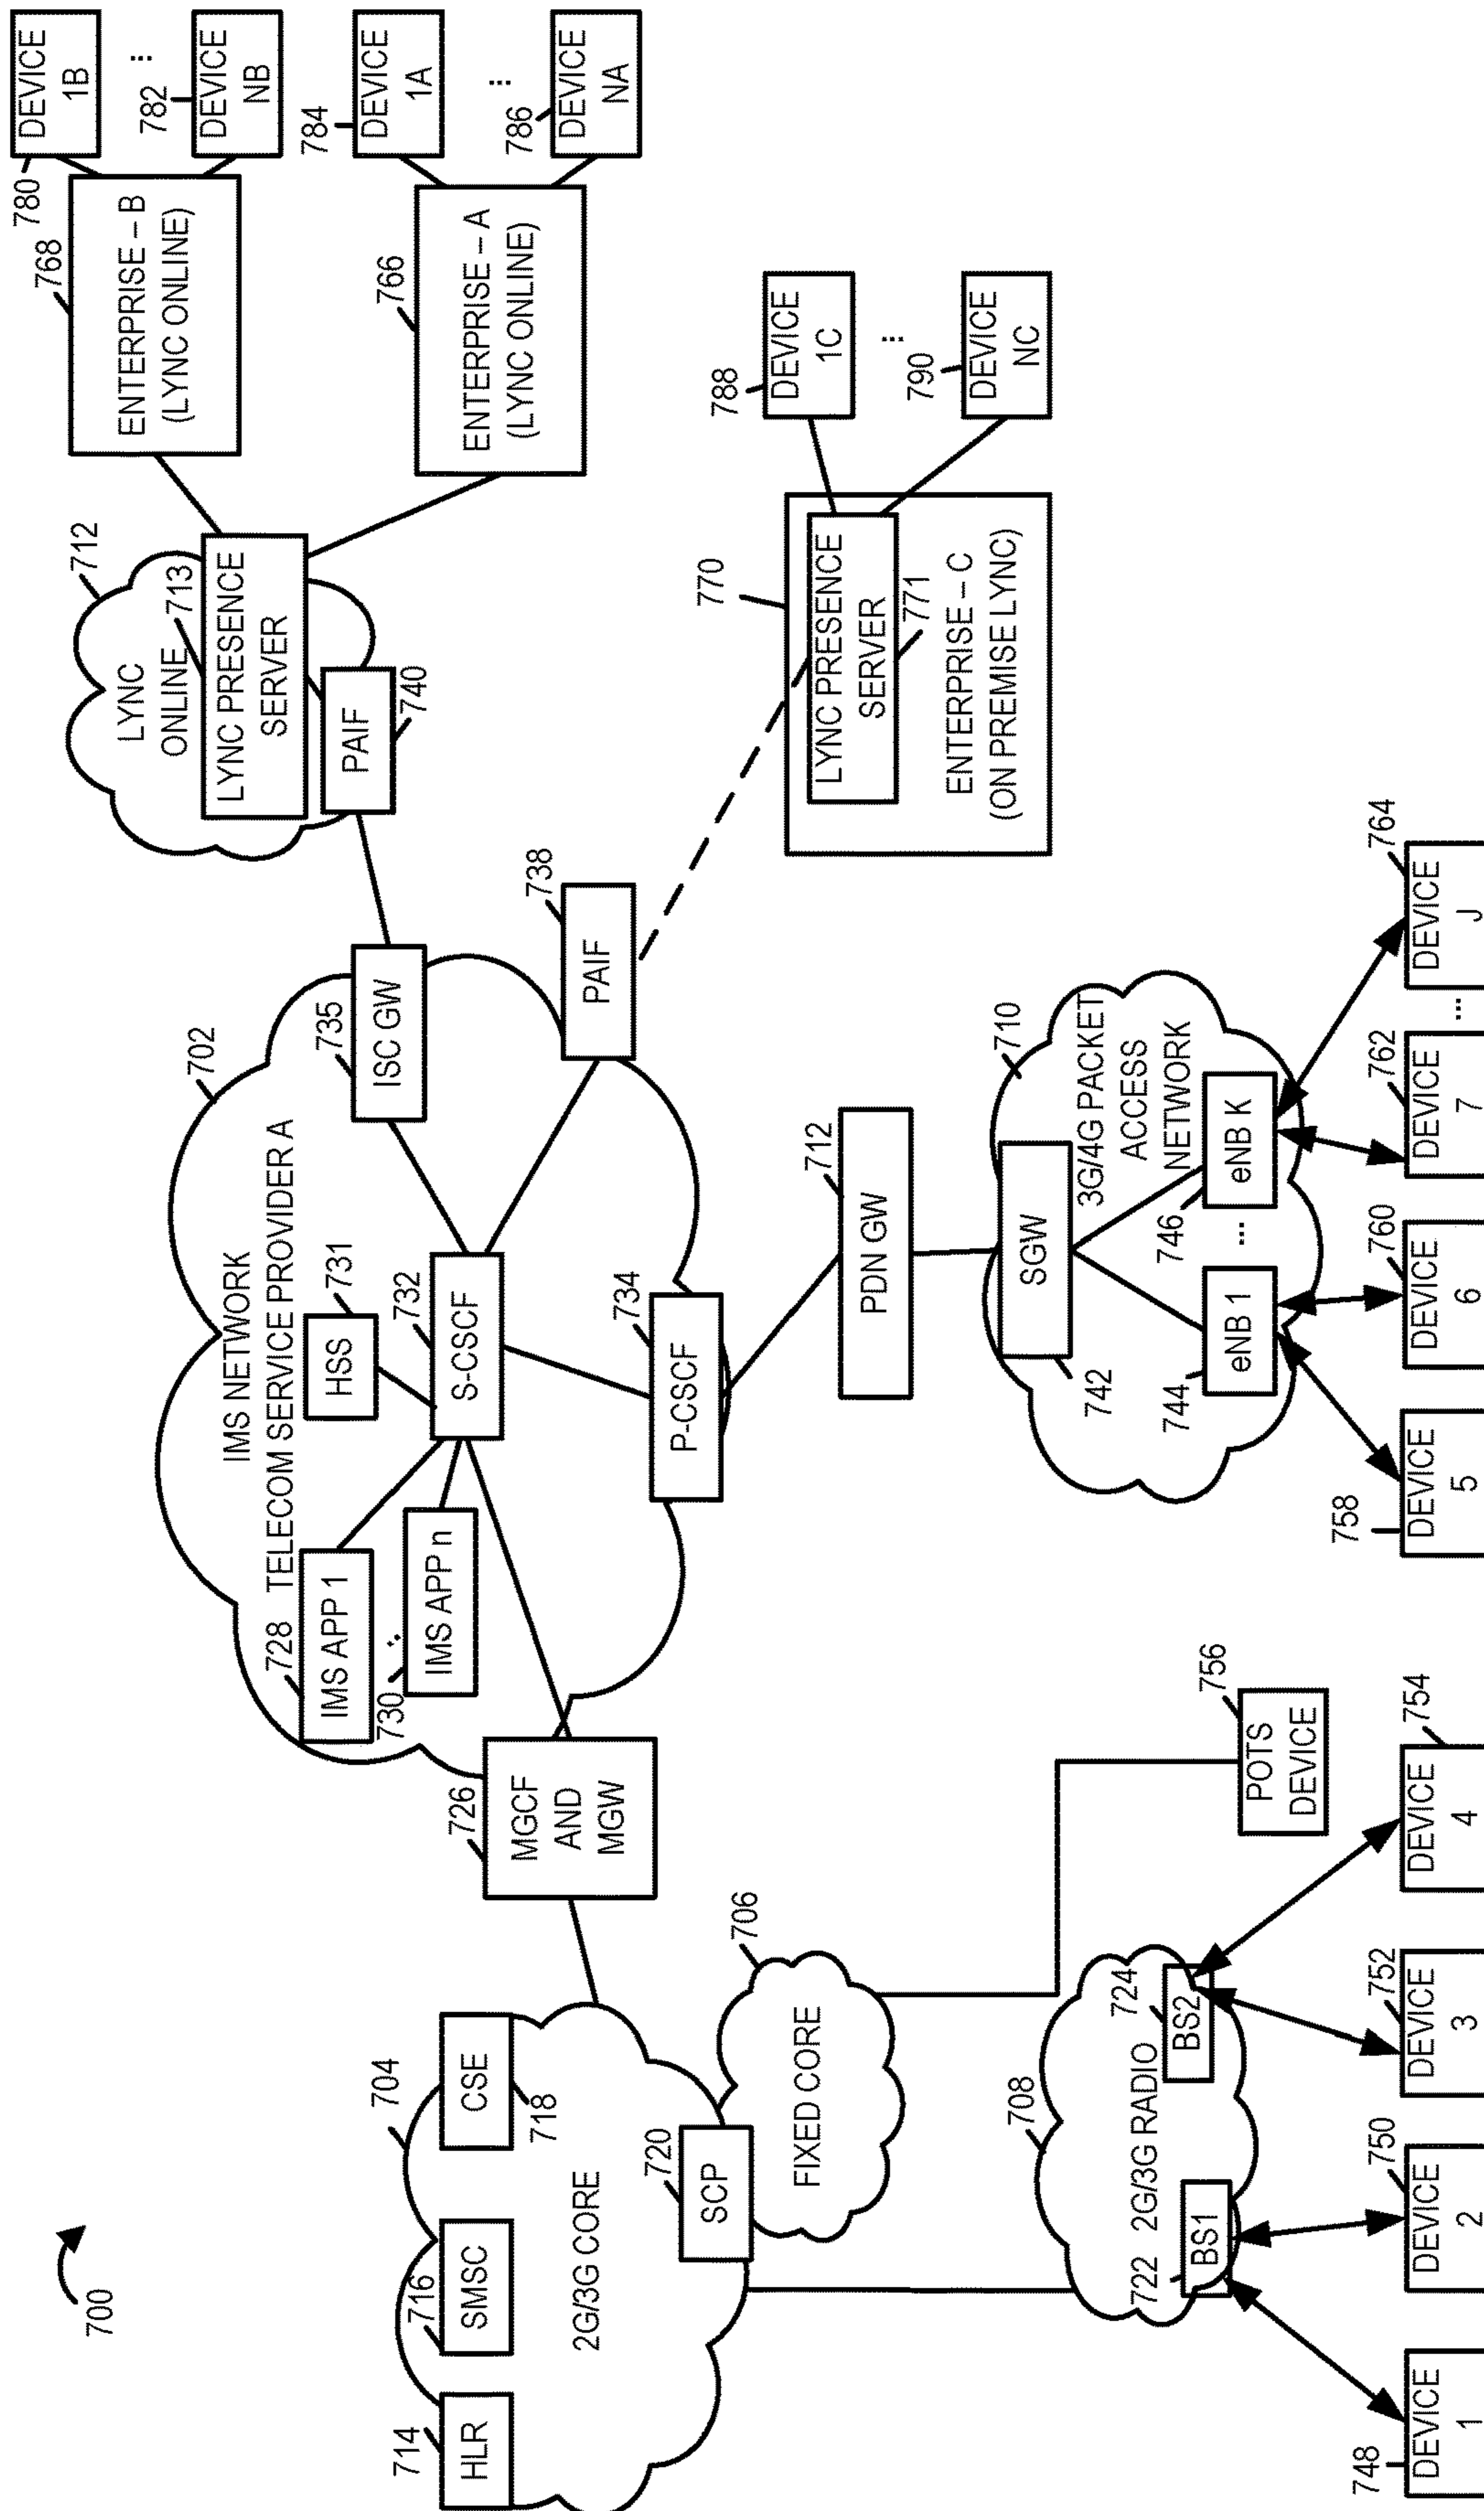 700
704
714
HLR
716
SMSC
CSE
718
2G/3G CORE
720
SCP
706
FIXED CORE
726
MGCF
AND
MGW
702
IMS NETWORK
TELECOM SERVICE PROVIDER A
728
IMS APP 1
...
730
IMS APP n
HSS
731
732
S-CSCF
734
P-CSCF
735
ISC GW
738
PAIF
712
LYNC
ONLINE
713
LYNC PRESENCE
SERVER
PAIF
740
768
ENTERPRISE – B
(LYNC ONLINE)
780
DEVICE
1B
...
782
DEVICE
NB
766
ENTERPRISE – A
(LYNC ONLINE)
784
DEVICE
1A
...
786
DEVICE
NA
770
LYNC PRESENCE
SERVER
771
ENTERPRISE – C
(ON PREMISE LYNC)
788
DEVICE
1C
...
790
DEVICE
NC
712
PDN GW
710
3G/4G PACKET
ACCESS
NETWORK
SGW
742
744
eNB 1
...
746
eNB K
708
2G/3G RADIO
722
BS1
724
BS2
756
POTS
DEVICE
748
DEVICE
1
750
DEVICE
2
752
DEVICE
3
754
DEVICE
4
758
DEVICE
5
760
DEVICE
6
762
DEVICE
7
...
764
DEVICE
J